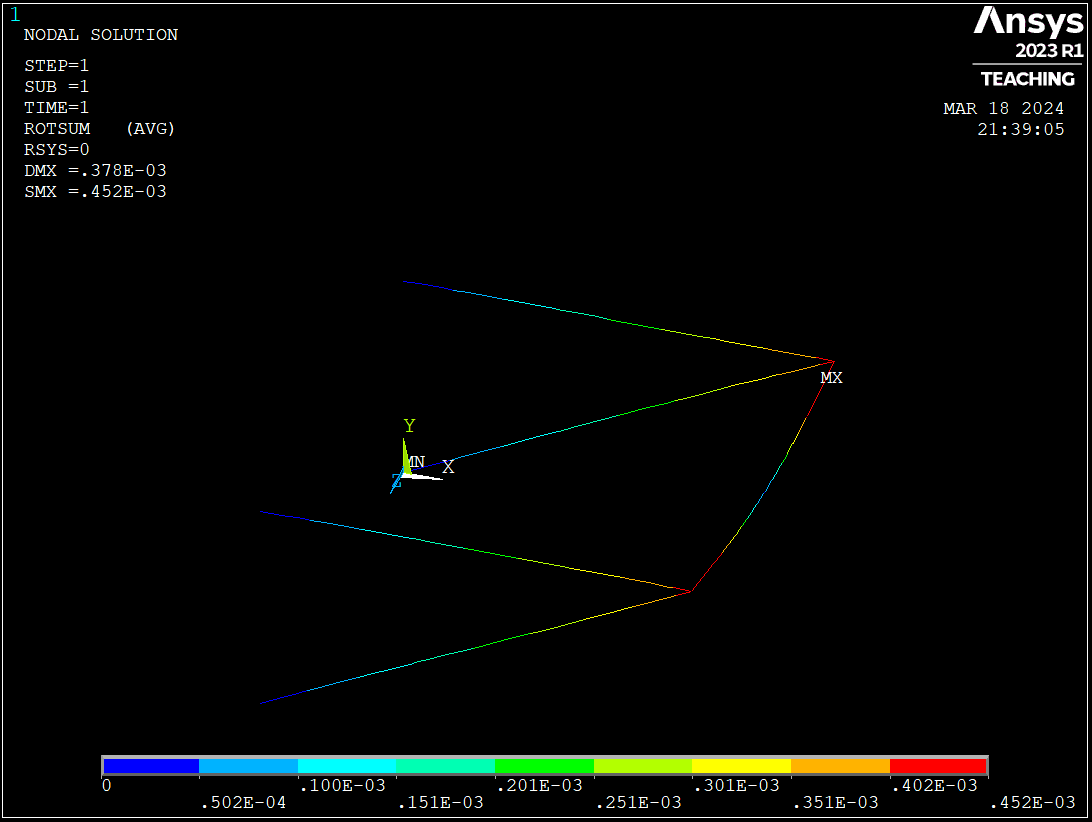 1
NODAL SOLUTION
STEP=1
SUB =1
TIME=1
ROTSUM (AVG)
RSYS=0
DMX =.378E-03
SMX =.452E-03
Ansys
2023 R1
TEACHING
MAR 18 2024
21:39:05
MX
Y
MN X
Z
0 .100E-03 .201E-03 .301E-03 .402E-03
.502E-04 .151E-03 .251E-03 .351E-03 .452E-03